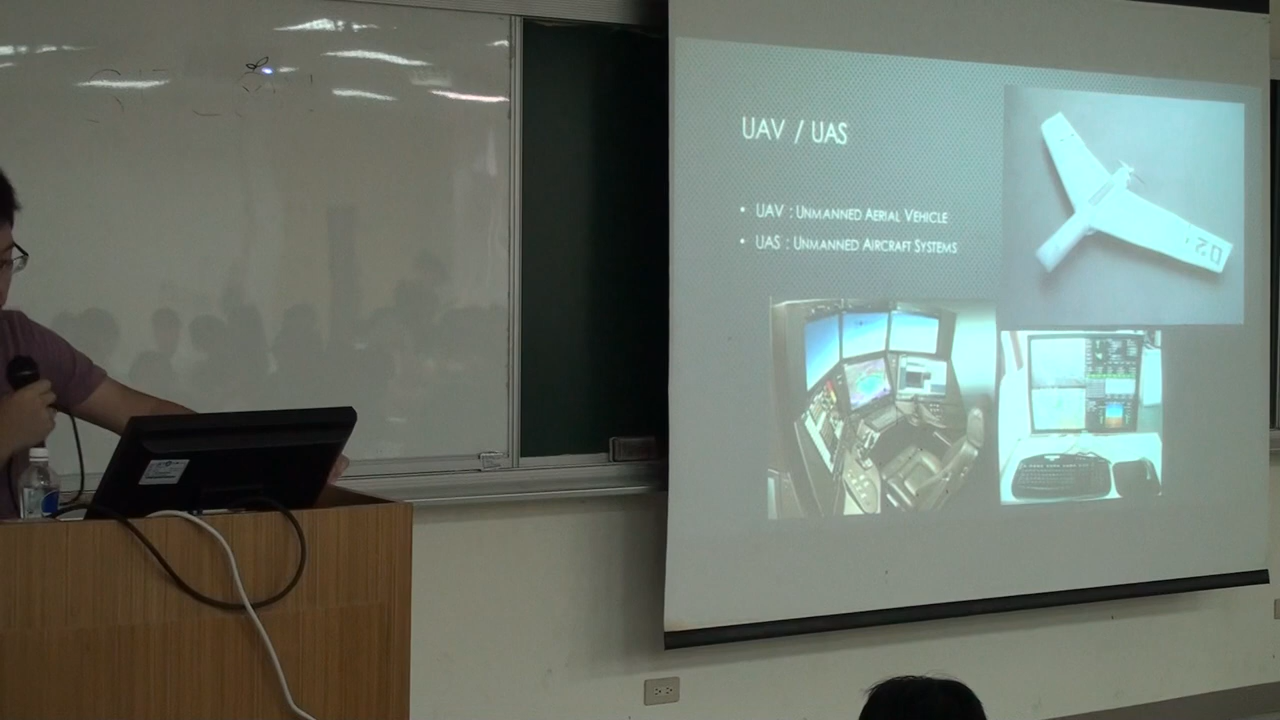 UAV / UAS
• UAV : UNMANNED AERIAL VEHICLE
• UAS : UNMANNED AIRCRAFT SYSTEMS